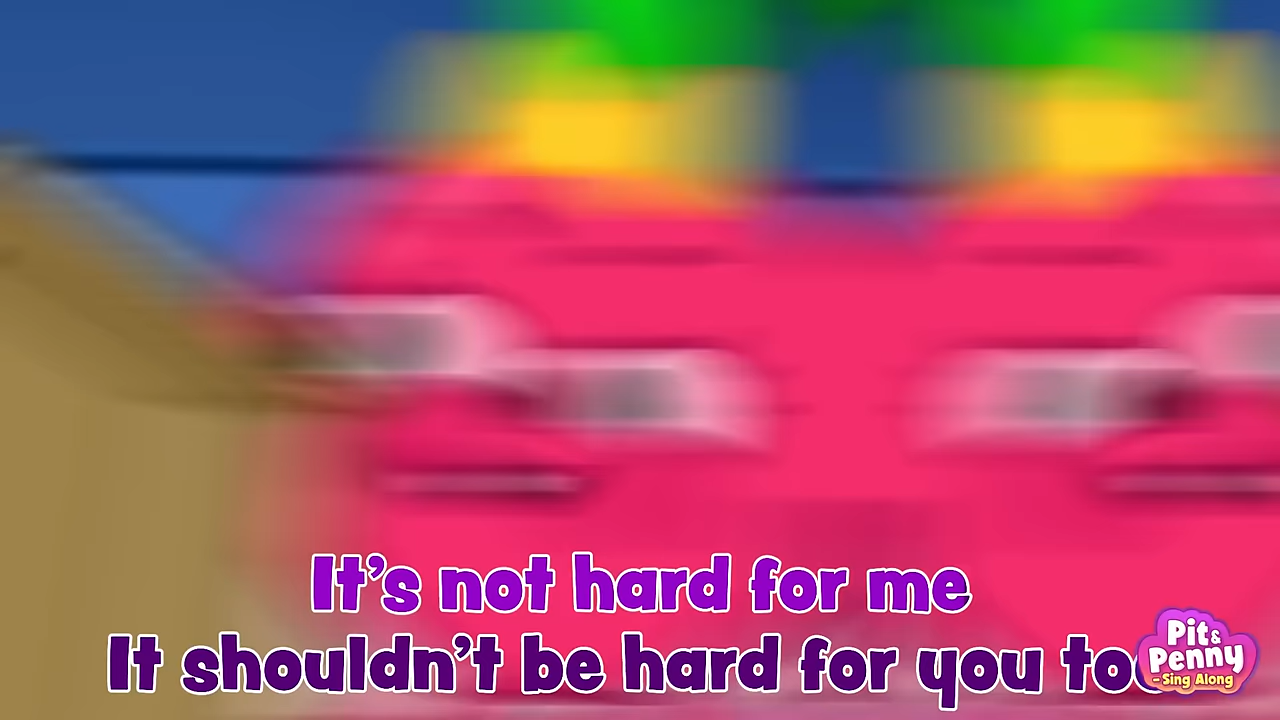 It's not hard for me
It shouldn't be hard for you too
Pit &
Penny
- Sing Along